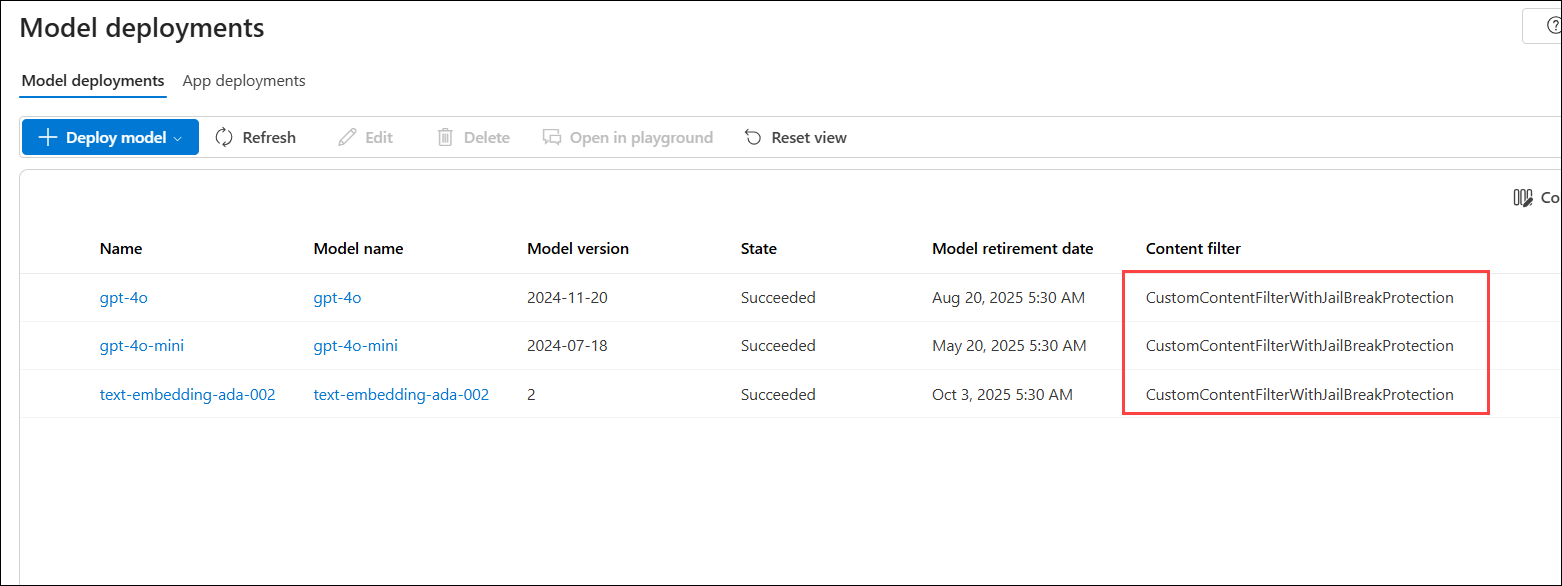 Model deployments
Model deployments App deployments
Deploy model Refresh Edit Delete Open in playground Reset view
Name Model name Model version State Model retirement date Content filter
gpt-4o gpt-4o 2024-11-20 Succeeded Aug 20, 2025 5:30 AM CustomContentFilterWithJailBreakProtection
gpt-4o-mini gpt-4o-mini 2024-07-18 Succeeded May 20, 2025 5:30 AM CustomContentFilterWithJailBreakProtection
text-embedding-ada-002 text-embedding-ada-002 2 Succeeded Oct 3, 2025 5:30 AM CustomContentFilterWithJailBreakProtection